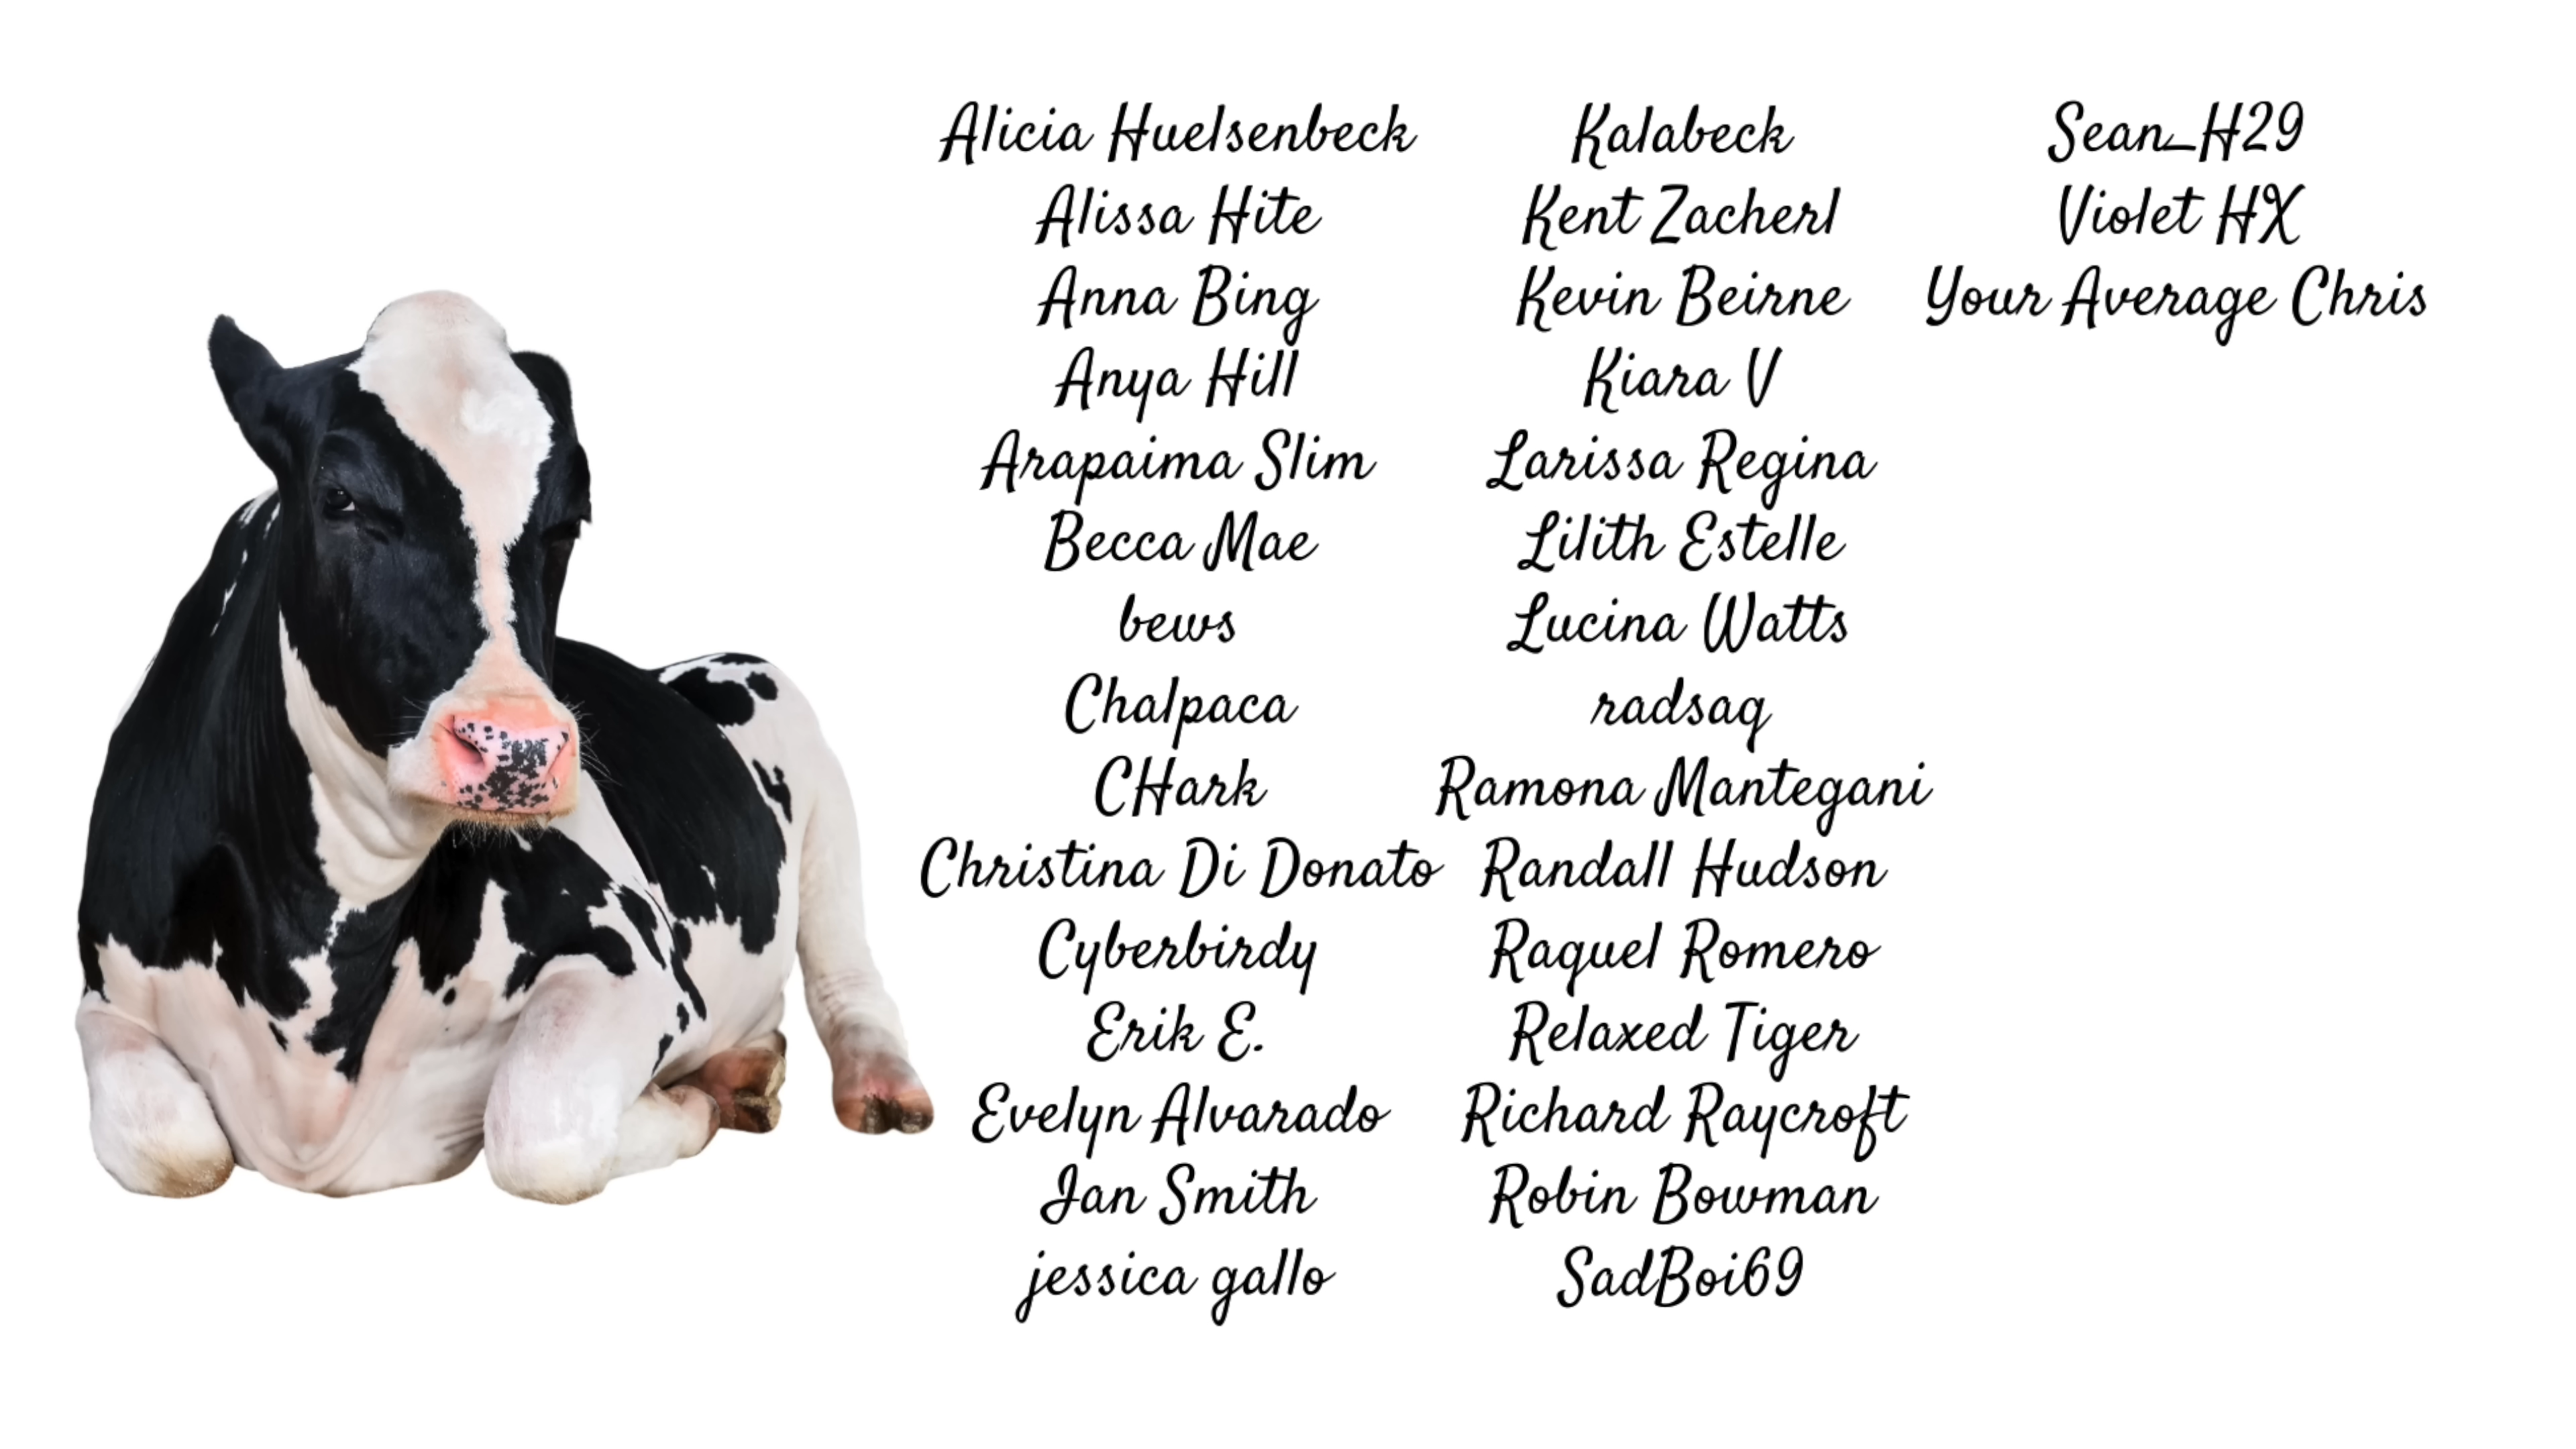 Alicia Huelsenbeck
Alissa Hite
Anna Bing
Anya Hill
Arapaima Slim
Becca Mae
bews
Chalpaca
CHark
Christina Di Donato
Cyberbirdy
Erik E.
Evelyn Alvarado
Ian Smith
jessica gallo
Kalabeck
Kent Zacherl
Kevin Beirne
Kiara V
Larissa Regina
Lilith Estelle
Lucina Watts
radsaq
Ramona Mantegani
Randall Hudson
Raquel Romero
Relaxed Tiger
Richard Raycroft
Robin Bowman
SadBoi69
Sean_H29
Violet HX
Your Average Chris